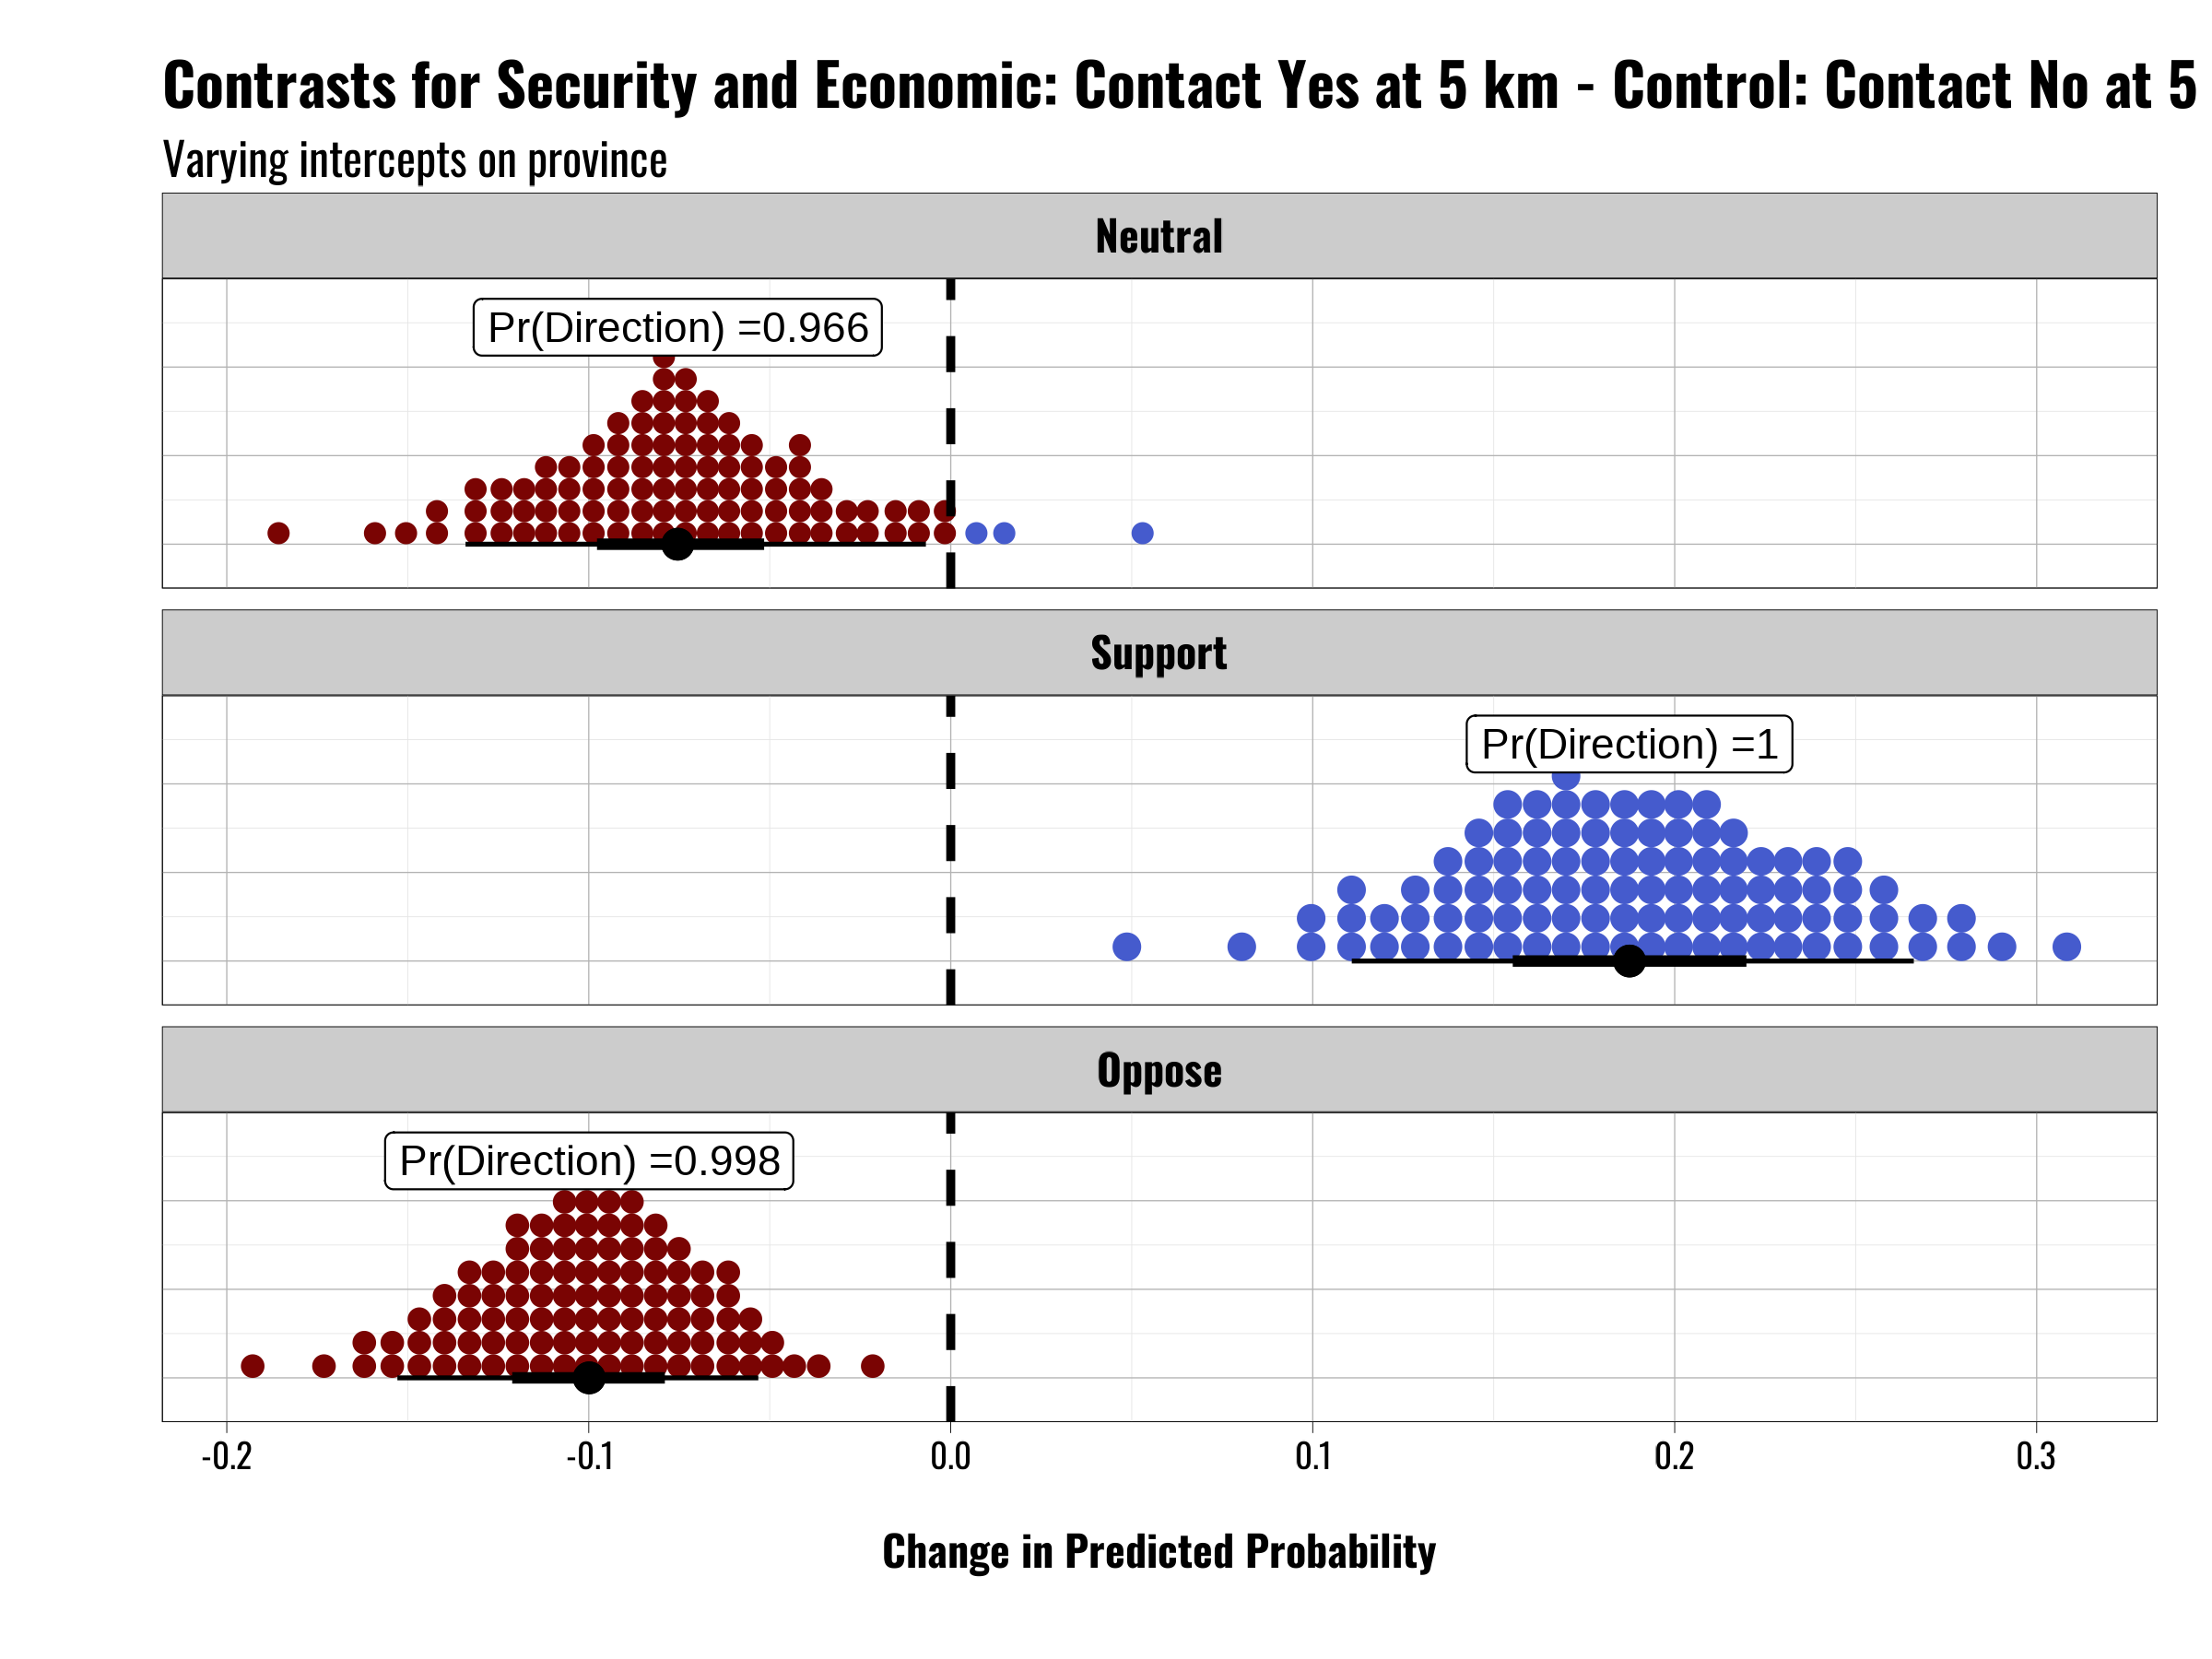 Contrasts for Security and Economic: Contact Yes at 5 km - Control: Contact No at 5
Varying intercepts on province
Neutral
Pr(Direction) =0.966
Support
Pr(Direction) =1
Oppose
Pr(Direction) =0.998
-0.2 -0.1 0.0 0.1 0.2 0.3
Change in Predicted Probability